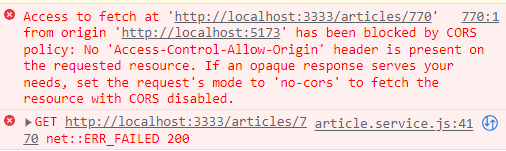 Access to fetch at 'http://localhost:3333/articles/770' 770:1
from origin 'http://localhost:5173' has been blocked by CORS
policy: No 'Access-Control-Allow-Origin' header is present on
the requested resource. If an opaque response serves your
needs, set the request's mode to 'no-cors' to fetch the
resource with CORS disabled.
GET http://localhost:3333/articles/7 article.service.js:41
70 net::ERR_FAILED 200